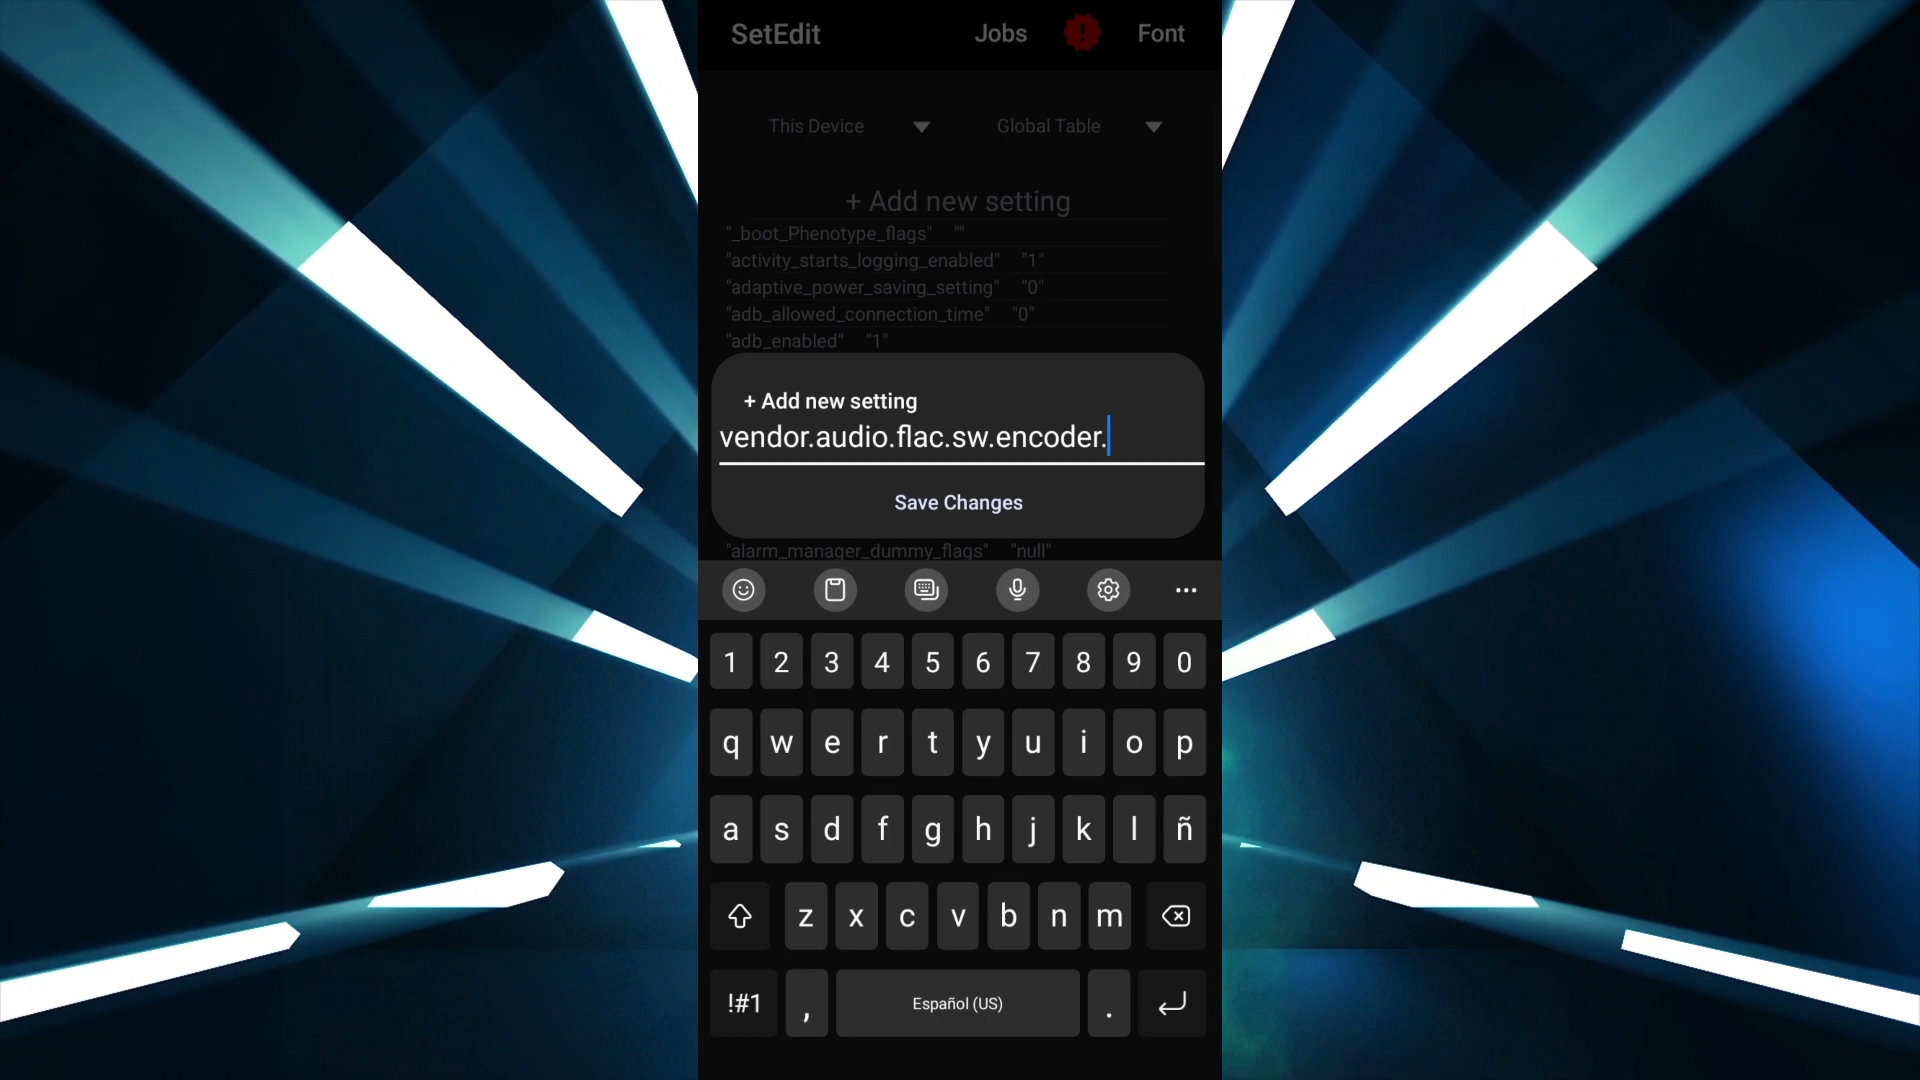 SetEdit Jobs ! Font
This Device Global Table
+ Add new setting
"_boot_Phenotype_flags" ""
"activity_starts_logging_enabled" "1"
"adaptive_power_saving_setting" "0"
"adb_allowed_connection_time" "0"
"adb_enabled" "1"
+ Add new setting
vendor.audio.flac.sw.encoder.
Save Changes
"alarm_manager_dummy_flags" "null"
1 2 3 4 5 6 7 8 9 0
q w e r t y u i o p
a s d f g h j k l ñ
z x c v b n m
!#1 , Español (US) .